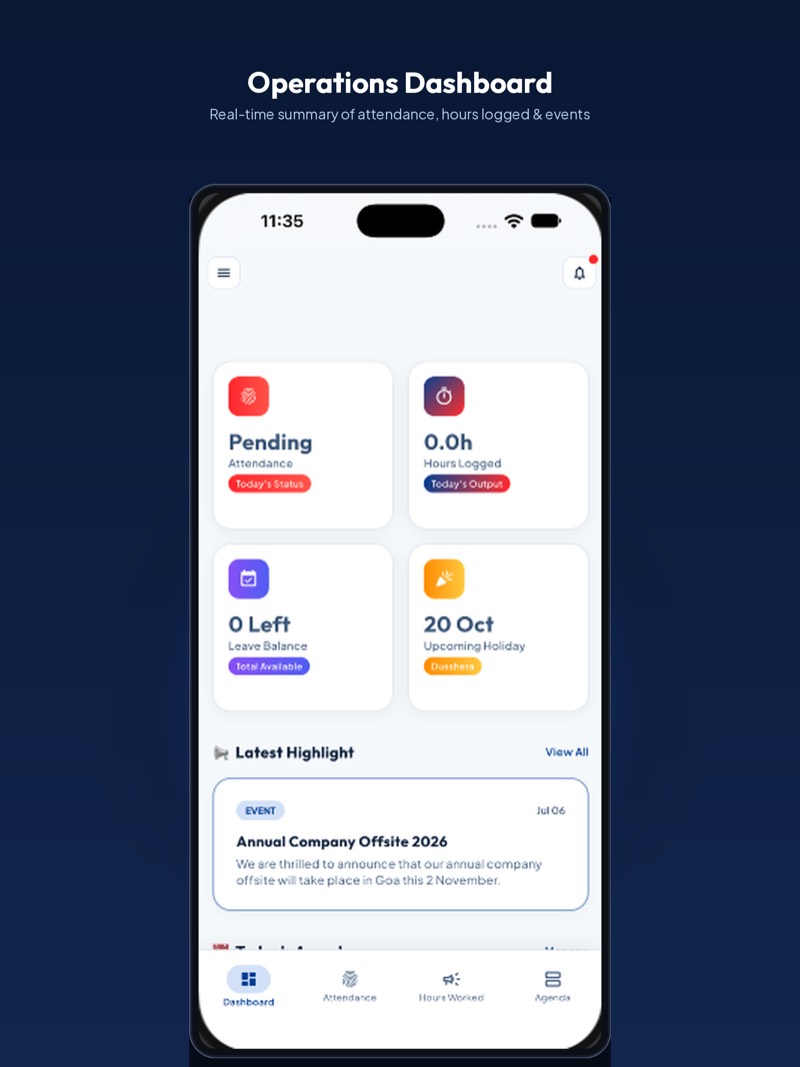 Operations Dashboard
Real-time summary of attendance, hours logged & events
11:35
Pending
Attendance
Today's Status
0.0h
Hours Logged
Today's Output
0 Left
Leave Balance
Total Available
20 Oct
Upcoming Holiday
Dusshera
Latest Highlight
View All
EVENT
Jul 06
Annual Company Offsite 2026
We are thrilled to announce that our annual company
offsite will take place in Goa this 2 November.
Dashboard
Attendance
Hours Worked
Agenda